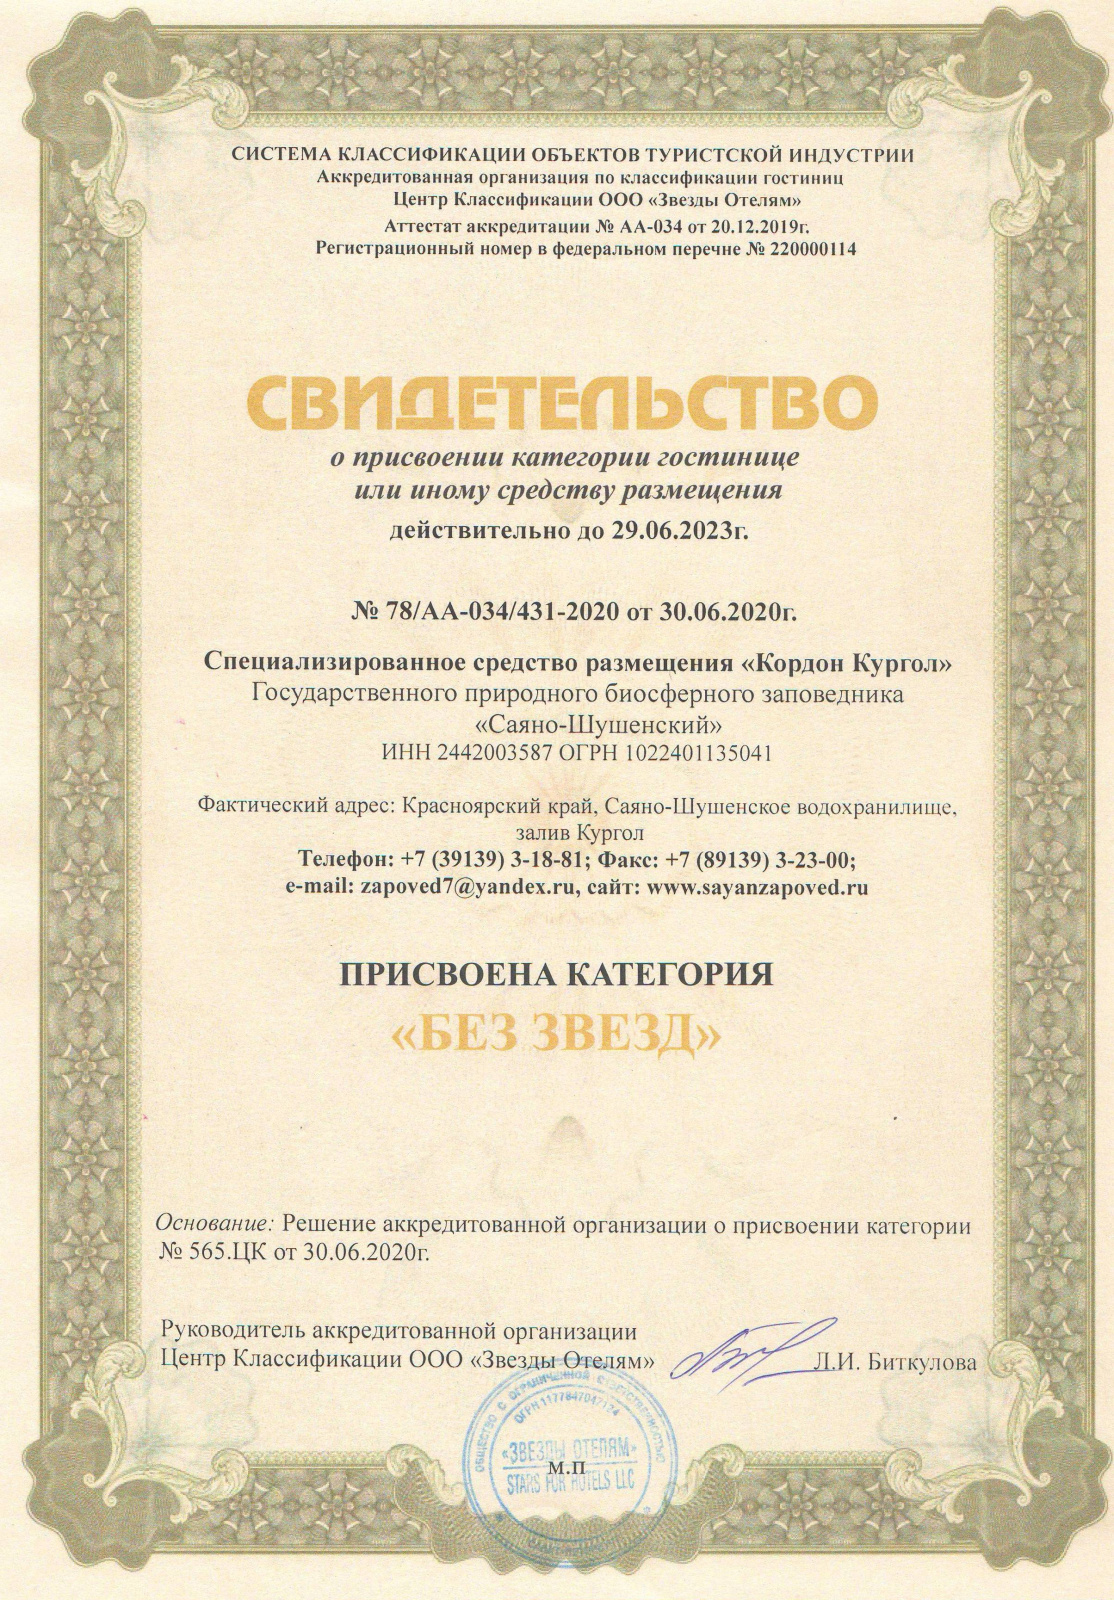 СИСТЕМА КЛАССИФИКАЦИИ ОБЪЕКТОВ ТУРИСТСКОЙ ИНДУСТРИИ
Аккредитованная организация по классификации гостиниц
Центр Классификации ООО «Звезды Отелям»
Аттестат аккредитации № АА-034 от 20.12.2019г.
Регистрационный номер в федеральном перечне № 220000114
СВИДЕТЕЛЬСТВО
о присвоении категории гостинице
или иному средству размещения
действительно до 29.06.2023г.
№ 78/АА-034/431-2020 от 30.06.2020г.
Специализированное средство размещения «Кордон Кургол»
Государственного природного биосферного заповедника
«Саяно-Шушенский»
ИНН 2442003587 ОГРН 1022401135041
Фактический адрес: Красноярский край, Саяно-Шушенское водохранилище,
залив Кургол
Телефон: +7 (39139) 3-18-81; Факс: +7 (89139) 3-23-00;
e-mail: zapoved7@yandex.ru, сайт: www.sayanzapoved.ru
ПРИСВОЕНА КАТЕГОРИЯ
«БЕЗ ЗВЕЗД»
Основание: Решение аккредитованной организации о присвоении категории
№ 565.ЦК от 30.06.2020г.
Руководитель аккредитованной организации
Центр Классификации ООО «Звезды Отелям»
Л.И. Биткулова
ОБЩЕСТВО С ОГРАНИЧЕННОЙ ОТВЕТСТВЕННОСТЬЮ
«ЗВЕЗДЫ ОТЕЛЯМ»
М.П
STARS FOR HOTELS LLC